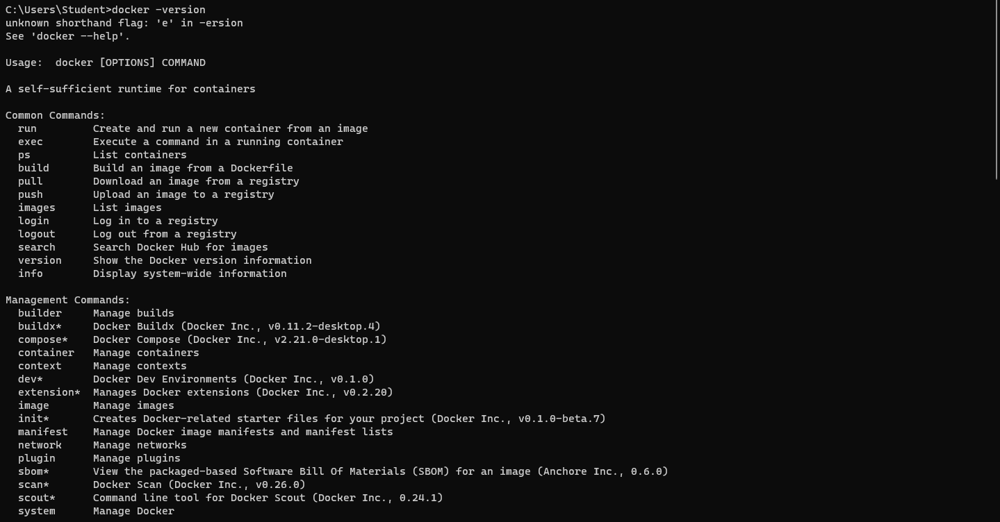 C:\Users\Student>docker -version
unknown shorthand flag: 'e' in -ersion
See 'docker --help'.
Usage:  docker [OPTIONS] COMMAND
A self-sufficient runtime for containers
Common Commands:
  run         Create and run a new container from an image
  exec        Execute a command in a running container
  ps          List containers
  build       Build an image from a Dockerfile
  pull        Download an image from a registry
  push        Upload an image to a registry
  images      List images
  login       Log in to a registry
  logout      Log out from a registry
  search      Search Docker Hub for images
  version     Show the Docker version information
  info        Display system-wide information
Management Commands:
  builder     Manage builds
  buildx*     Docker Buildx (Docker Inc., v0.11.2-desktop.4)
  compose*    Docker Compose (Docker Inc., v2.21.0-desktop.1)
  container   Manage containers
  context     Manage contexts
  dev*        Docker Dev Environments (Docker Inc., v0.1.0)
  extension*  Manages Docker extensions (Docker Inc., v0.2.20)
  image       Manage images
  init*       Creates Docker-related starter files for your project (Docker Inc., v0.1.0-beta.7)
  manifest    Manage Docker image manifests and manifest lists
  network     Manage networks
  plugin      Manage plugins
  sbom*       View the packaged-based Software Bill Of Materials (SBOM) for an image (Anchore Inc., 0.6.0)
  scan*       Docker Scan (Docker Inc., v0.26.0)
  scout*      Command line tool for Docker Scout (Docker Inc., 0.24.1)
  system      Manage Docker